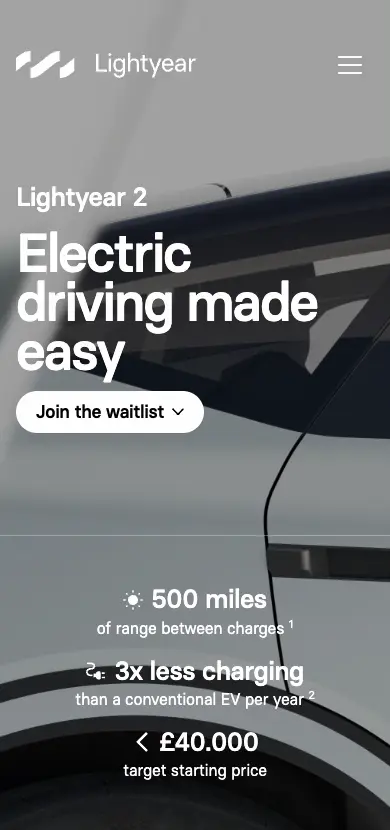 Lightyear
Lightyear 2
Electric
driving made
easy
Join the waitlist
500 miles
of range between charges ¹
3x less charging
than a conventional EV per year ²
< £40.000
target starting price